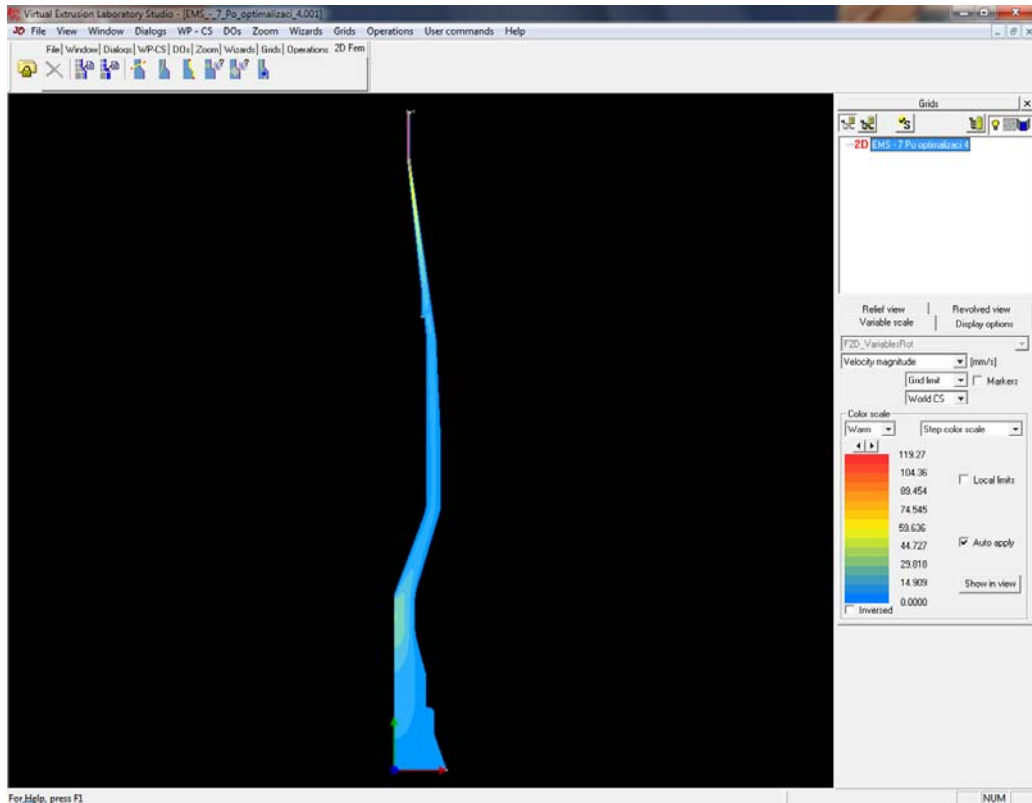 Virtual Extrusion Laboratory Studio - [EMS_-_7_Po_optimalizaci_4.001]
3D File View Window Dialogs WP - CS DOs Zoom Wizards Grids Operations User commands Help
File Window Dialogs WP-CS DOs Zoom Wizards Grids Operations 2D Fem
Grids
2D EMS - 7 Po optimalizaci 4
Relief view Revolved view
Variable scale Display options
F2D_VariablesPlot
Velocity magnitude [mm/s]
Grid limit Markers
World CS
Color scale
Warm Step color scale
119.27
104.36
89.454
74.545
59.636
44.727
29.818
14.909
0.0000
Local limits
Auto apply
Show in view
Inversed
For Help, press F1
NUM